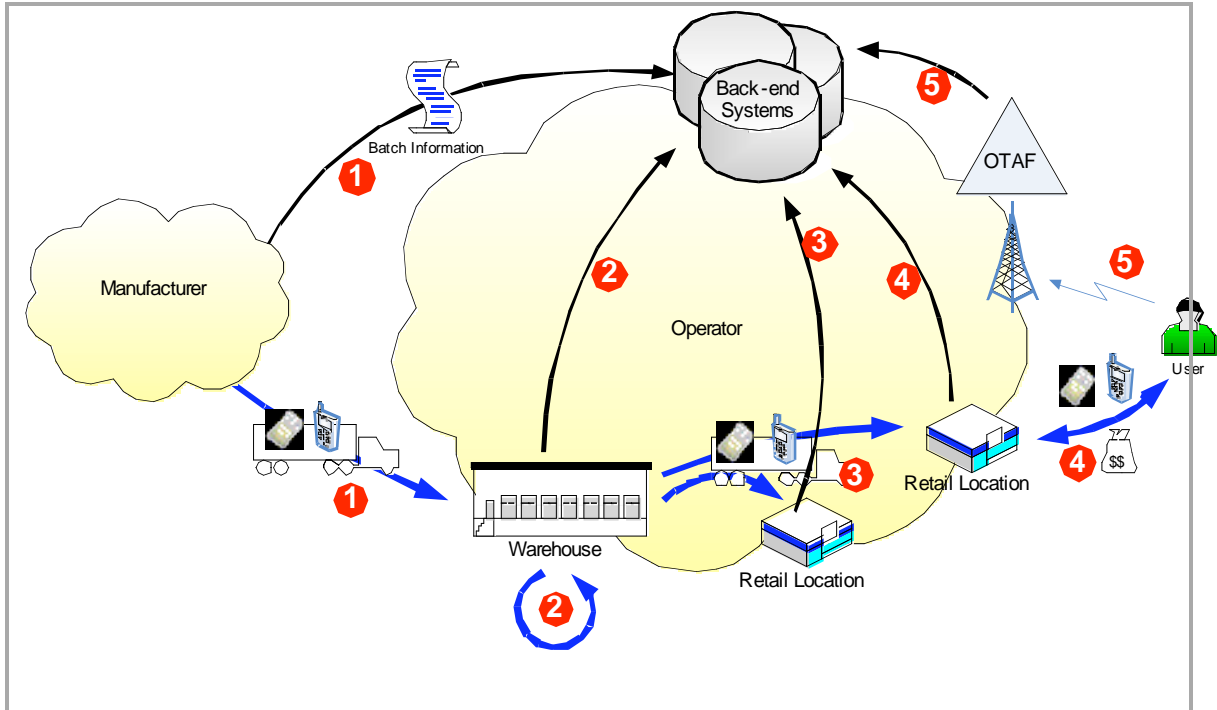 Back-end
Systems
5
OTAF
Batch Information
1
3
2
4
5
Manufacturer
Operator
User
1
3
4
$$
Retail Location
Warehouse
Retail Location
2